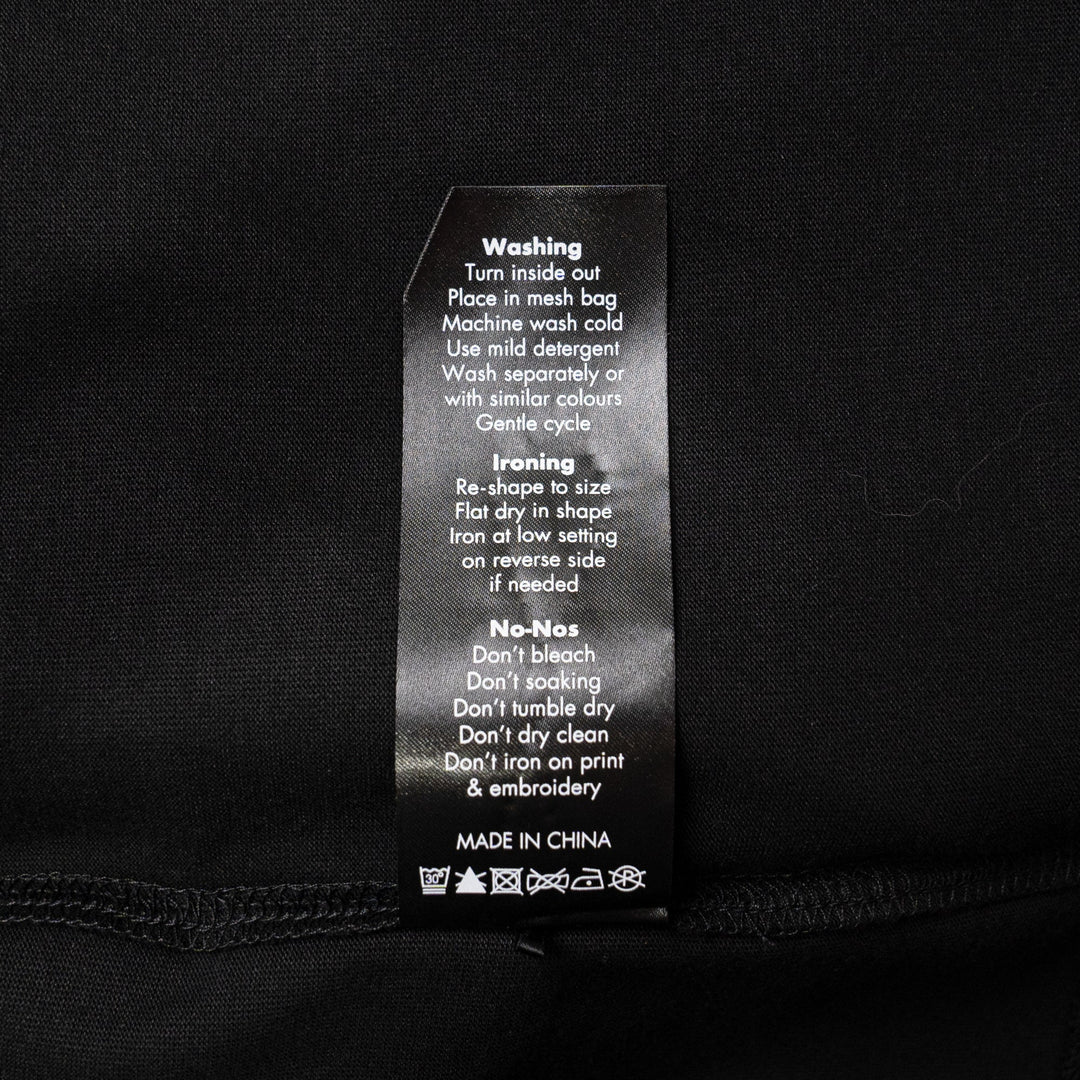 Washing
Turn inside out
Place in mesh bag
Machine wash cold
Use mild detergent
Wash separately or
with similar colours
Gentle cycle
Ironing
Re-shape to size
Flat dry in shape
Iron at low setting
on reverse side
if needed
No-Nos
Don't bleach
Don't soaking
Don't tumble dry
Don't dry clean
Don't iron on print
& embroidery
MADE IN CHINA
30° P